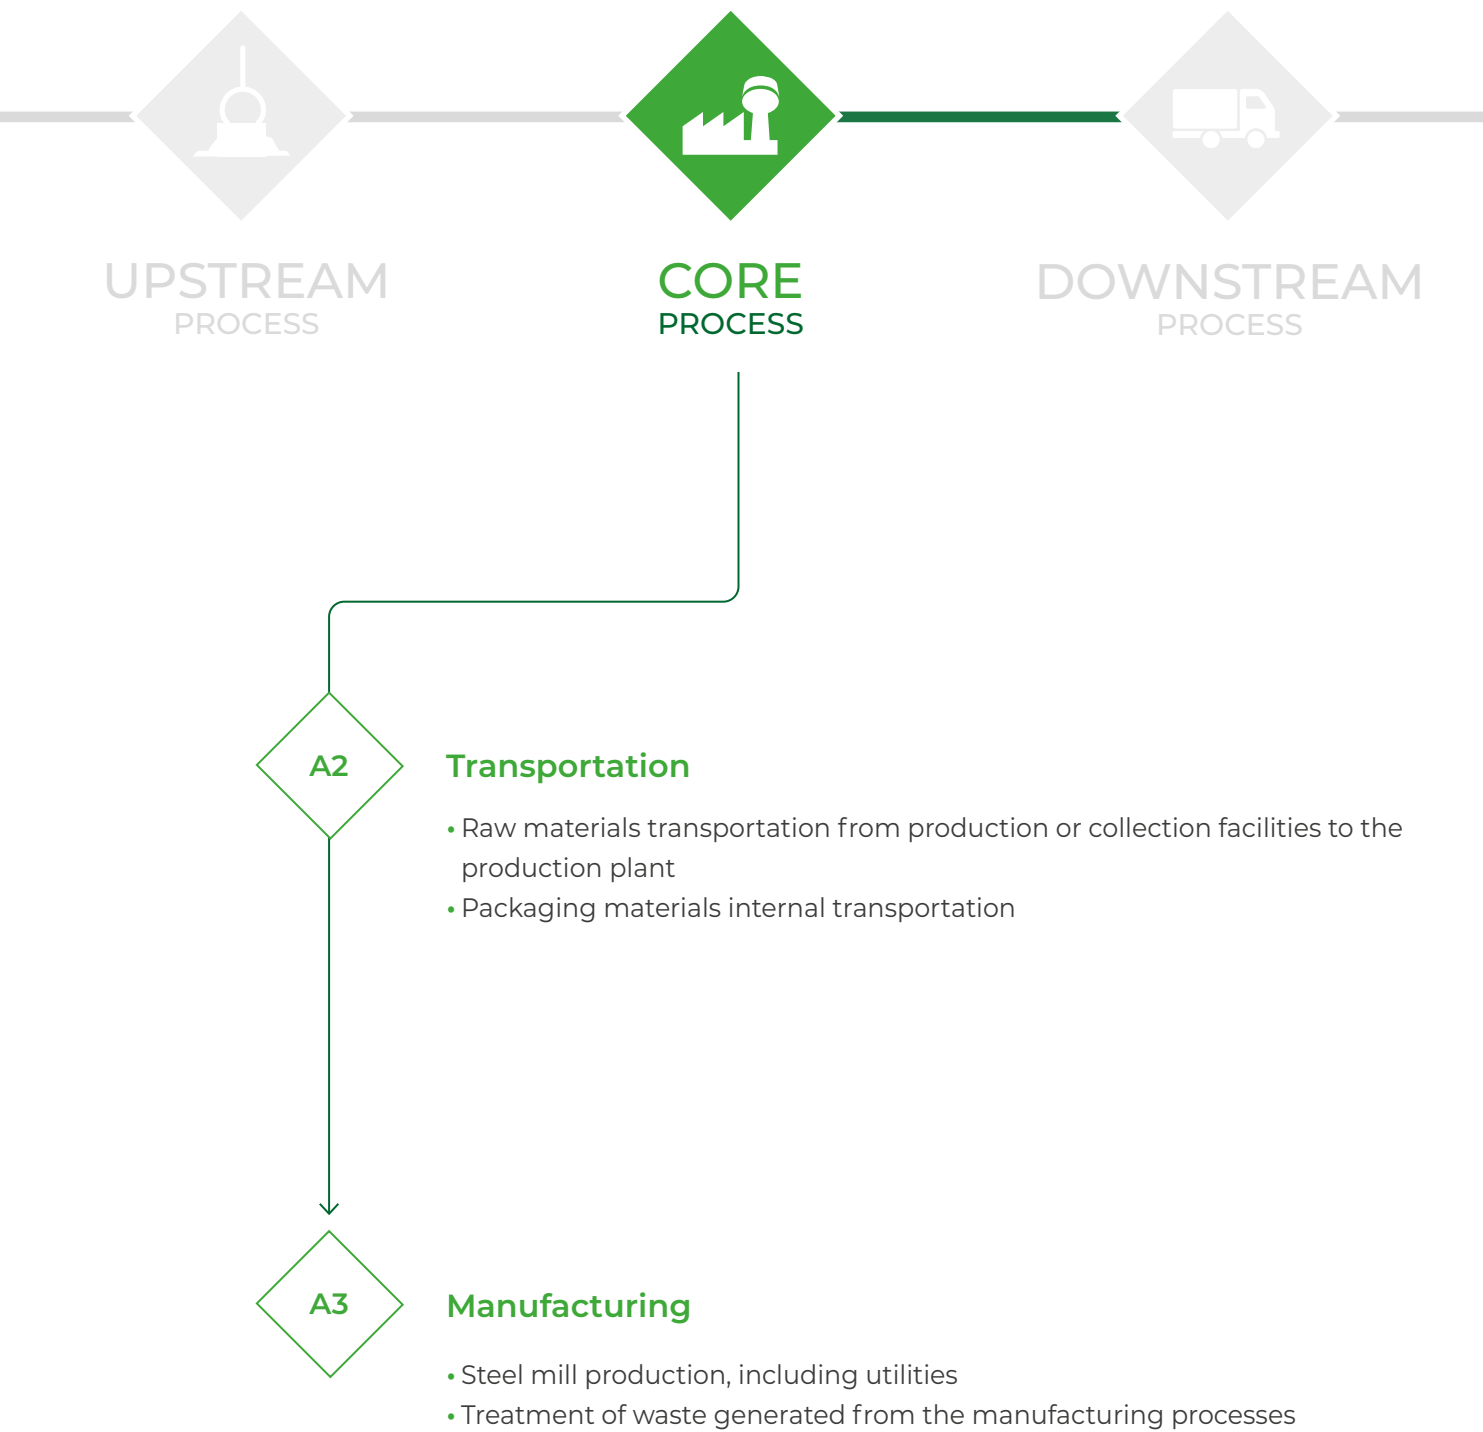 UPSTREAM
PROCESS
CORE
PROCESS
DOWNSTREAM
PROCESS
A2
Transportation
• Raw materials transportation from production or collection facilities to the
production plant
• Packaging materials internal transportation
A3
Manufacturing
• Steel mill production, including utilities
• Treatment of waste generated from the manufacturing processes